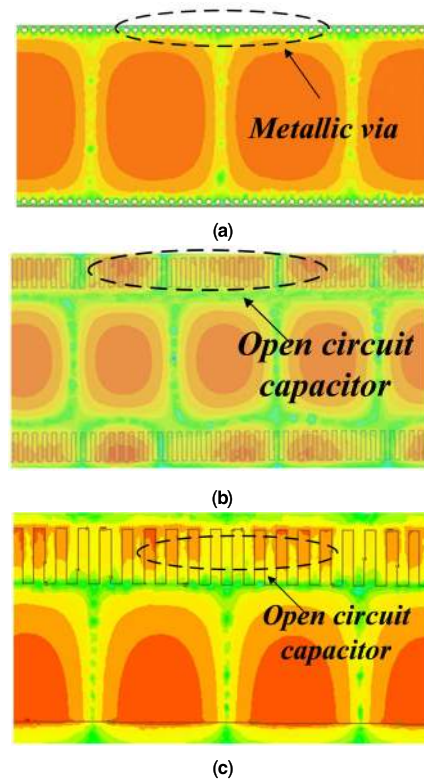 Metallic via
(a)
Open circuit
capacitor
(b)
Open circuit
capacitor
(c)